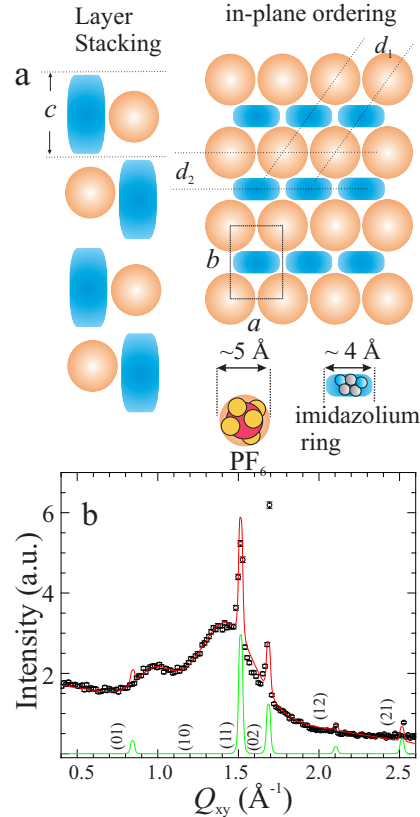 Layer
Stacking
in-plane ordering
a
c
d1
d2
b
a
~5 Å
~ 4 Å
PF6
imidazolium
ring
b
Intensity (a.u.)
6
4
2
0
(01)
(10)
(11)
(02)
(12)
(21)
0.5
1.0
1.5
2.0
2.5
Qxy (Å-1)